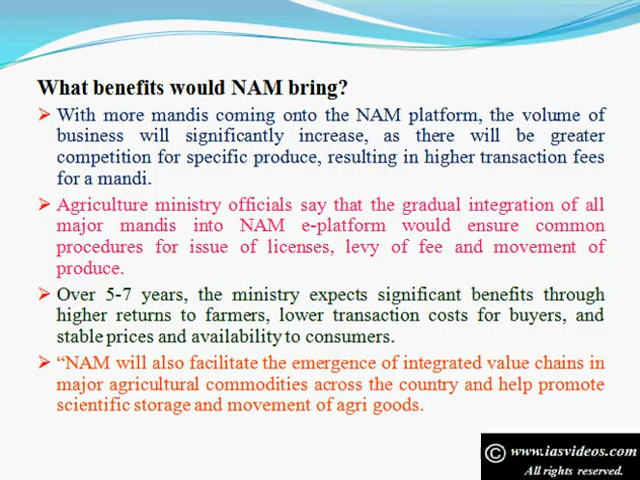 What benefits would NAM bring?
➢ With more mandis coming onto the NAM platform, the volume of
business will significantly increase, as there will be greater
competition for specific produce, resulting in higher transaction fees
for a mandi.
➢ Agriculture ministry officials say that the gradual integration of all
major mandis into NAM e-platform would ensure common
procedures for issue of licenses, levy of fee and movement of
produce.
➢ Over 5-7 years, the ministry expects significant benefits through
higher returns to farmers, lower transaction costs for buyers, and
stable prices and availability to consumers.
➢ “NAM will also facilitate the emergence of integrated value chains in
major agricultural commodities across the country and help promote
scientific storage and movement of agri goods.
© www.iasvideos.com
All rights reserved.